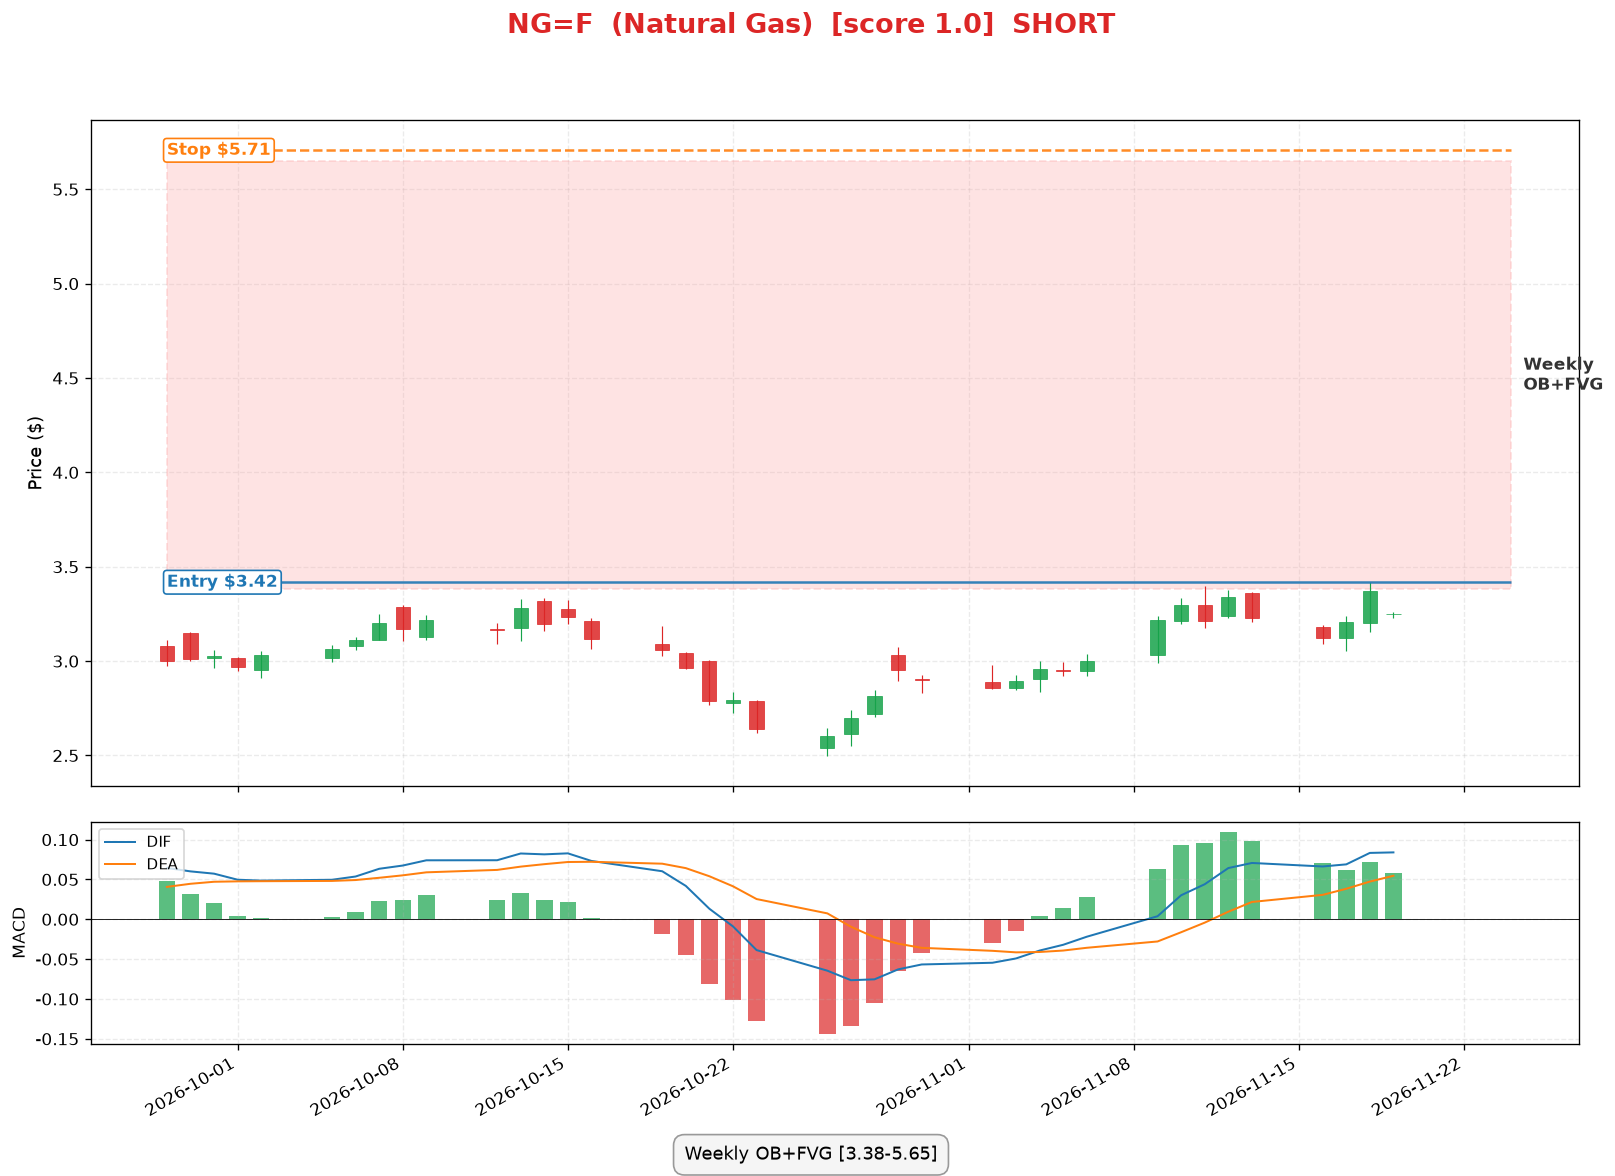 NG=F  (Natural Gas)  [score 1.0]  SHORT
Stop $5.71
5.5
5.0
4.5
4.0
3.5
3.0
2.5
Price ($)
Weekly
OB+FVG
Entry $3.42
DIF
DEA
0.10
0.05
0.00
-0.05
-0.10
-0.15
MACD
2026-10-01
2026-10-08
2026-10-15
2026-10-22
2026-11-01
2026-11-08
2026-11-15
2026-11-22
Weekly OB+FVG [3.38-5.65]